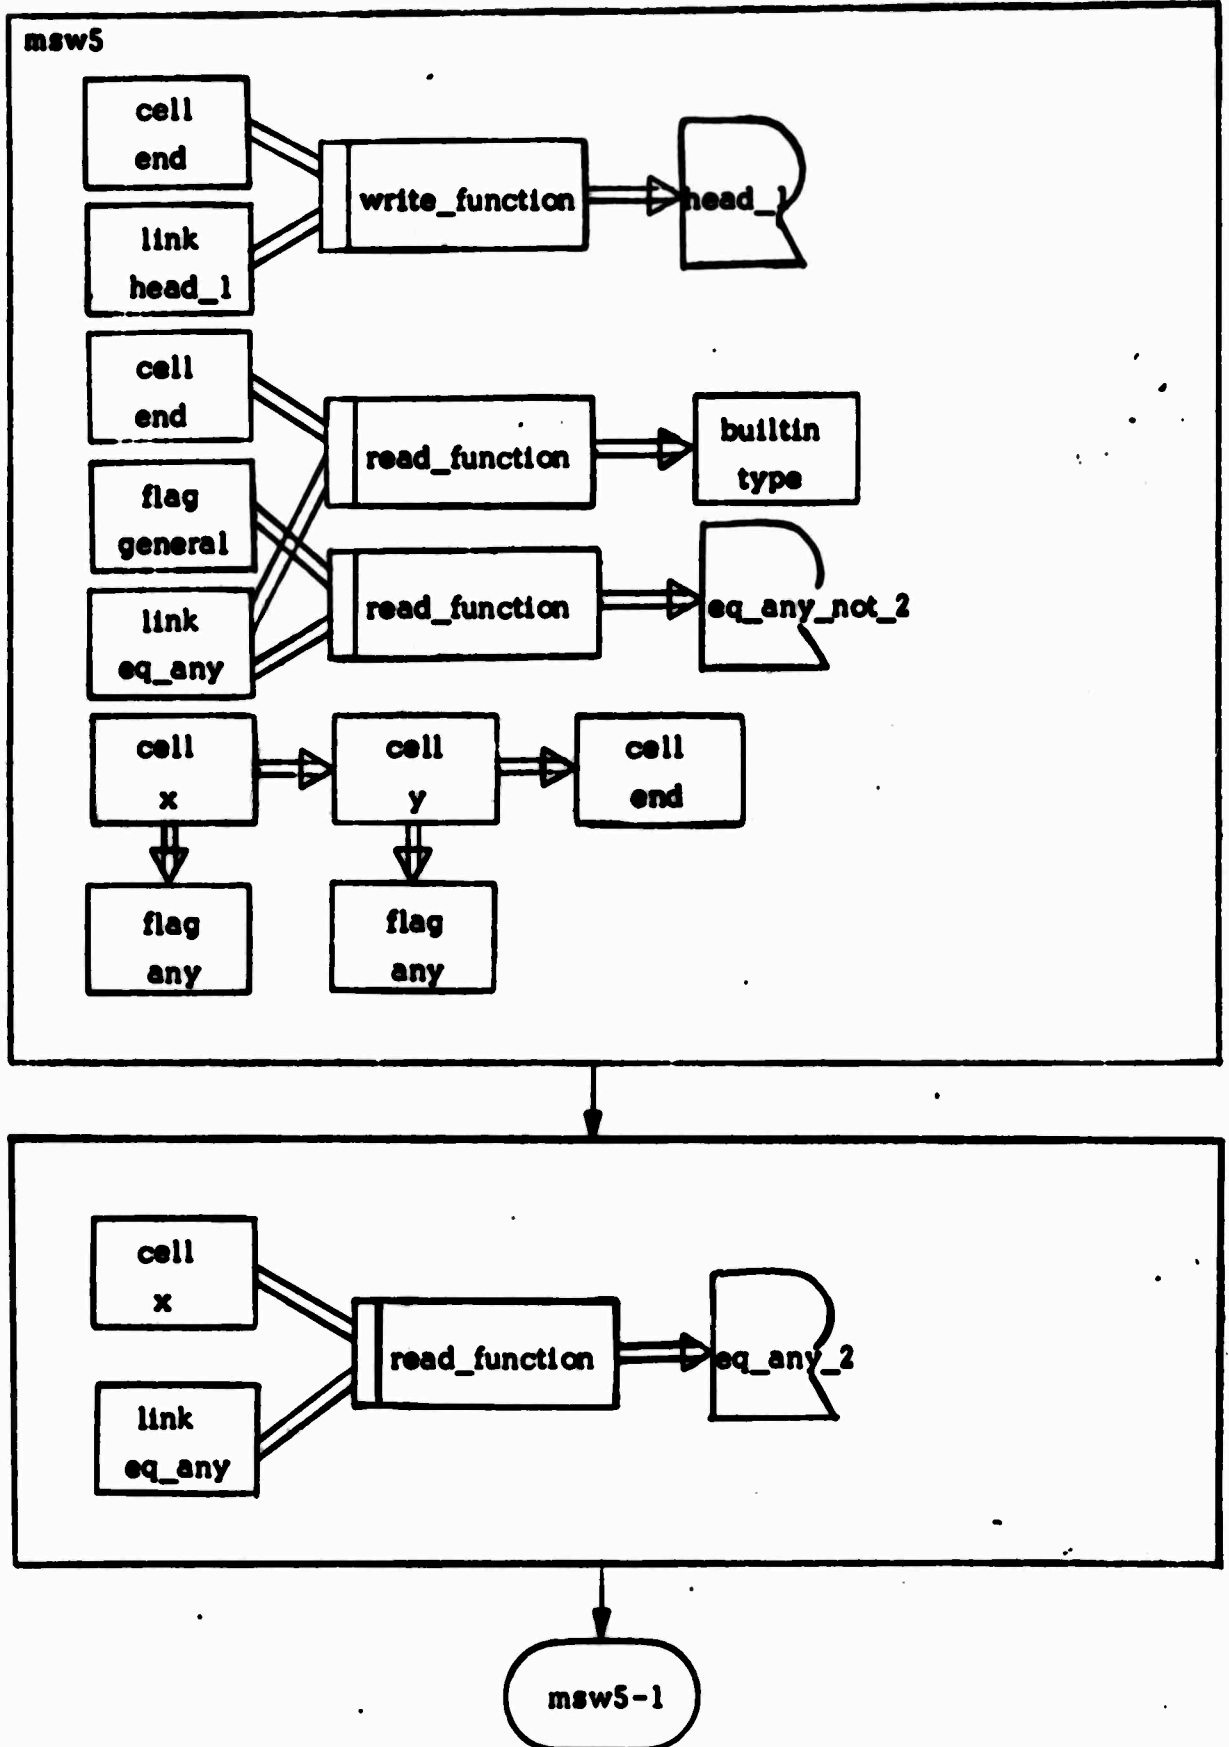 msw5
cell
end
write_function
head_1
link
head_1
cell
end
read_function
builtin
type
flag
general
read_function
eq_any_not_2
link
eq_any
cell
x
cell
y
cell
end
flag
any
flag
any
cell
x
read_function
eq_any_2
link
eq_any
msw5-1